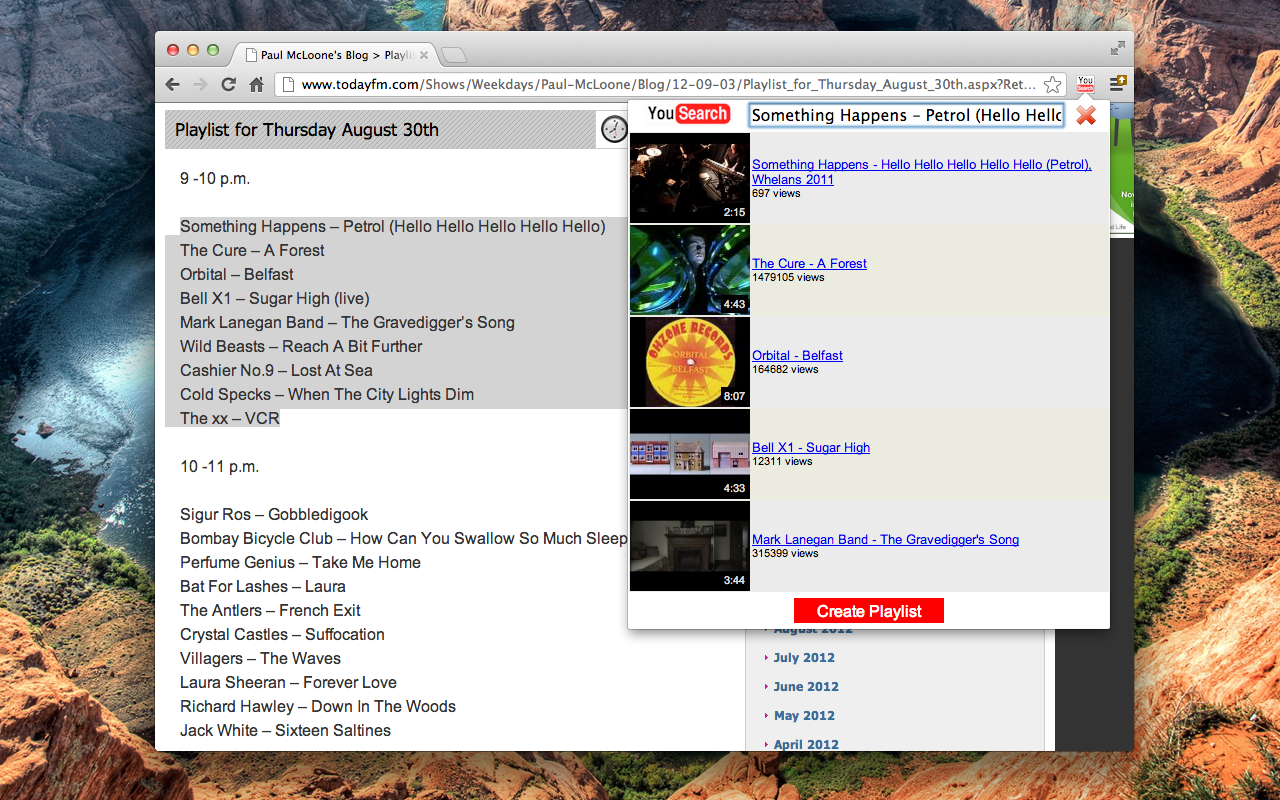 Paul McLoone's Blog > Playli
www.todayfm.com/Shows/Weekdays/Paul-McLoone/Blog/12-09-03/Playlist_for_Thursday_August_30th.aspx?Ret...
You
Search
Playlist for Thursday August 30th
9 -10 p.m.
Something Happens – Petrol (Hello Hello Hello Hello Hello)
The Cure – A Forest
Orbital – Belfast
Bell X1 – Sugar High (live)
Mark Lanegan Band – The Gravedigger's Song
Wild Beasts – Reach A Bit Further
Cashier No.9 – Lost At Sea
Cold Specks – When The City Lights Dim
The xx – VCR
10 -11 p.m.
Sigur Ros – Gobbledigook
Bombay Bicycle Club – How Can You Swallow So Much Sleep
Perfume Genius – Take Me Home
Bat For Lashes – Laura
The Antlers – French Exit
Crystal Castles – Suffocation
Villagers – The Waves
Laura Sheeran – Forever Love
Richard Hawley – Down In The Woods
Jack White – Sixteen Saltines
YouSearch
Something Happens – Petrol (Hello Hello
2:15
Something Happens - Hello Hello Hello Hello Hello (Petrol),
Whelans 2011
697 views
4:43
The Cure - A Forest
1479105 views
OHZONE RECORDS
ORBITAL
BELFAST
8:07
Orbital - Belfast
164682 views
4:33
Bell X1 - Sugar High
12311 views
3:44
Mark Lanegan Band - The Gravedigger's Song
315399 views
Create Playlist
Nov
in
d Life
August 2012
July 2012
June 2012
May 2012
April 2012